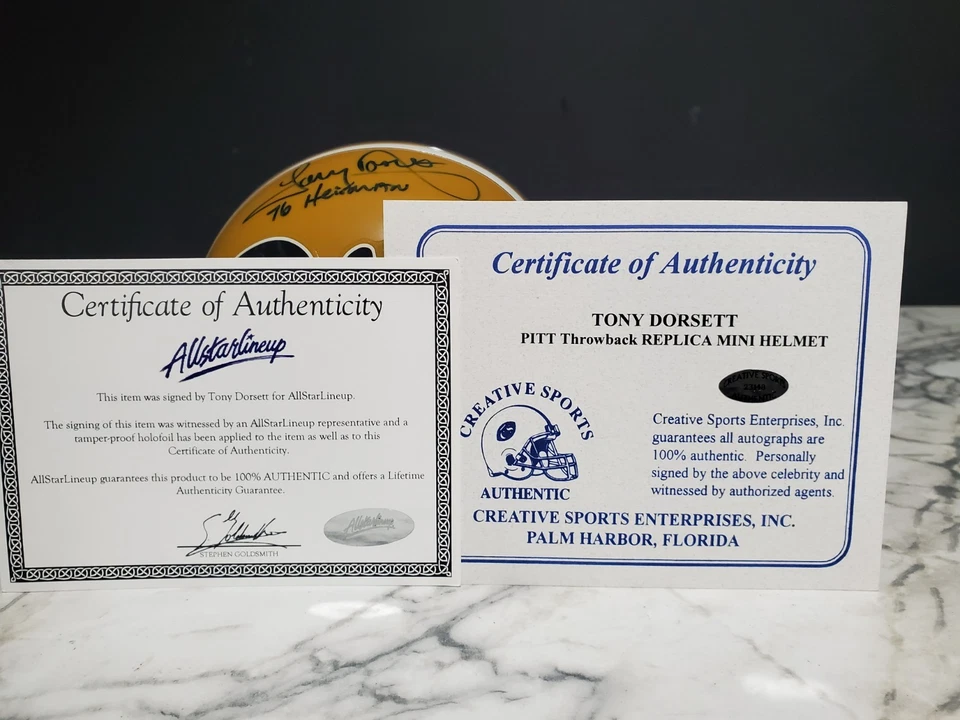 Tony Dorsett
76 Heisman
Certificate of Authenticity
Allstarlineup
This item was signed by Tony Dorsett for AllStarLineup.
The signing of this item was witnessed by an AllStarLineup representative and a
tamper-proof holofoil has been applied to the item as well as to this
Certificate of Authenticity.
AllStarLineup guarantees this product to be 100% AUTHENTIC and offers a Lifetime
Authenticity Guarantee.
STEPHEN GOLDSMITH
Allstarlineup
Certificate of Authenticity
TONY DORSETT
PITT Throwback REPLICA MINI HELMET
CREATIVE SPORTS
AUTHENTIC
CREATIVE SPORTS
Creative Sports Enterprises, Inc.
guarantees all autographs are
100% authentic. Personally
signed by the above celebrity and
witnessed by authorized agents.
CREATIVE SPORTS ENTERPRISES, INC.
PALM HARBOR, FLORIDA